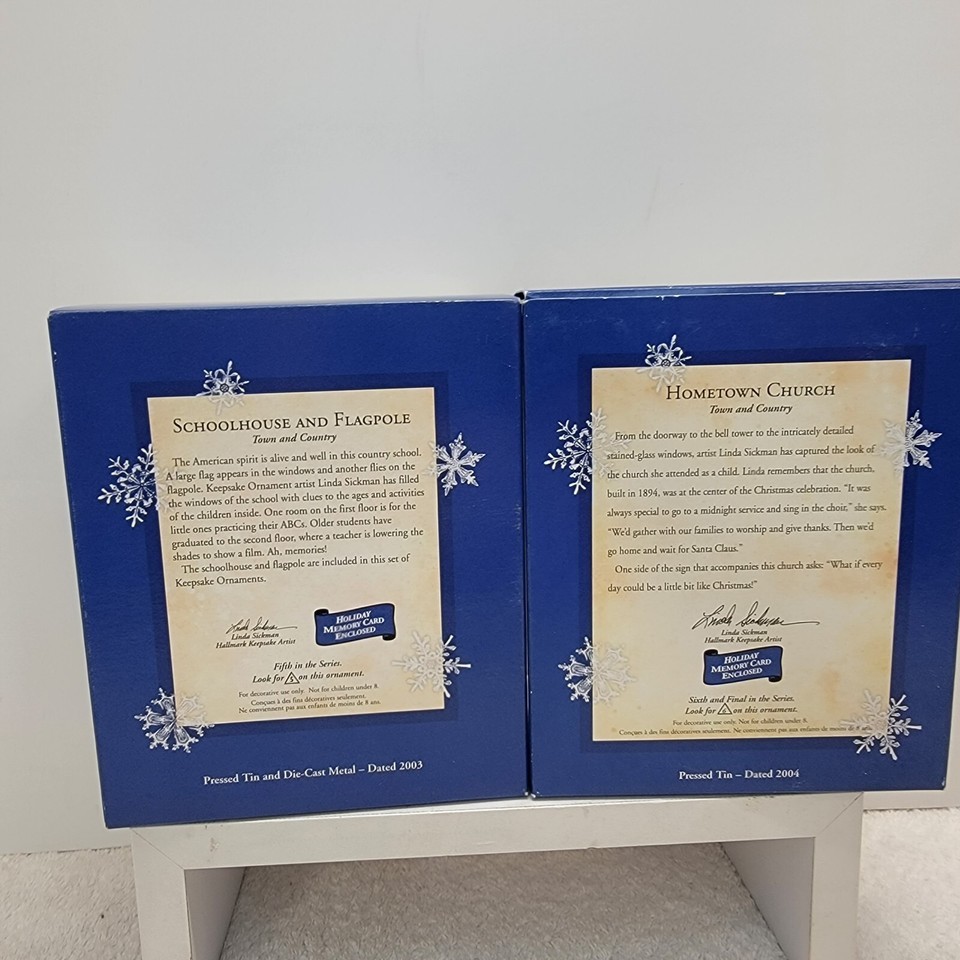 SCHOOLHOUSE AND FLAGPOLE
Town and Country
The American spirit is alive and well in this country school.
A large flag appears in the windows and another flies on the
flagpole. Keepsake Ornament artist Linda Sickman has filled
the windows of the school with clues to the ages and activities
of the children inside. One room on the first floor is for the
little ones practicing their ABCs. Older students have
graduated to the second floor, where a teacher is lowering the
shades to show a film. Ah, memories!
The schoolhouse and flagpole are included in this set of
Keepsake Ornaments.
Linda Sickman
Linda Sickman
Hallmark Keepsake Artist
HOLIDAY
MEMORY CARD
ENCLOSED
Fifth in the Series.
Look for 5 on this ornament.
For decorative use only. Not for children under 8.
Conçues à des fins décoratives seulement.
Ne conviennent pas aux enfants de moins de 8 ans.
Pressed Tin and Die-Cast Metal – Dated 2003
HOMETOWN CHURCH
Town and Country
From the doorway to the bell tower to the intricately detailed
stained-glass windows, artist Linda Sickman has captured the look of
the church she attended as a child. Linda remembers that the church,
built in 1894, was at the center of the Christmas celebration. “It was
always special to go to a midnight service and sing in the choir,” she says.
“We’d gather with our families to worship and give thanks. Then we’d
go home and wait for Santa Claus.”
One side of the sign that accompanies this church asks: “What if every
day could be a little bit like Christmas?”
Linda Sickman
Linda Sickman
Hallmark Keepsake Artist
HOLIDAY
MEMORY CARD
ENCLOSED
Sixth and Final in the Series.
Look for 6 on this ornament.
For decorative use only. Not for children under 8.
Conçues à des fins décoratives seulement. Ne conviennent pas aux enfants de moins de 8 ans.
Pressed Tin – Dated 2004